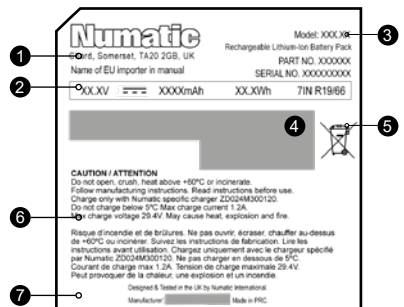 Numatic
Model: XXX.X
1
3
Chard, Somerset, TA20 2GB, UK
Rechargeable Lithium-Ion Battery Pack
Name of EU importer in manual
PART NO. XXXXXX
SERIAL NO. XXXXXXXXX
2
XX.XV XXXXmAh XX.XWh 7IN R19/66
4
5
CAUTION / ATTENTION
Do not open, crush, heat above +60°C or incinerate.
Follow manufacturing instructions. Read instructions before use.
Charge only with Numatic specific charger ZD024M300120.
Do not charge below 5°C Max charge current 1.2A.
6
Max charge voltage 29.4V. May cause heat, explosion and fire.
Risque d'incendie et de brûlures. Ne pas ouvrir, écraser, chauffer au-dessus
de +60°C ou incinérer. Suivez les instructions de fabrication. Lire les
instructions avant utilisation. Chargez uniquement avec le chargeur spécifié
par Numatic ZD024M300120. Ne pas charger en dessous de 5°C.
Courant de charge max 1.2A. Tension de charge maximale 29.4V.
Peut provoquer de la chaleur, une explosion et un incendie.
7
Designed & Tested in the UK by Numatic International.
Manufacturer: Made in PRC.